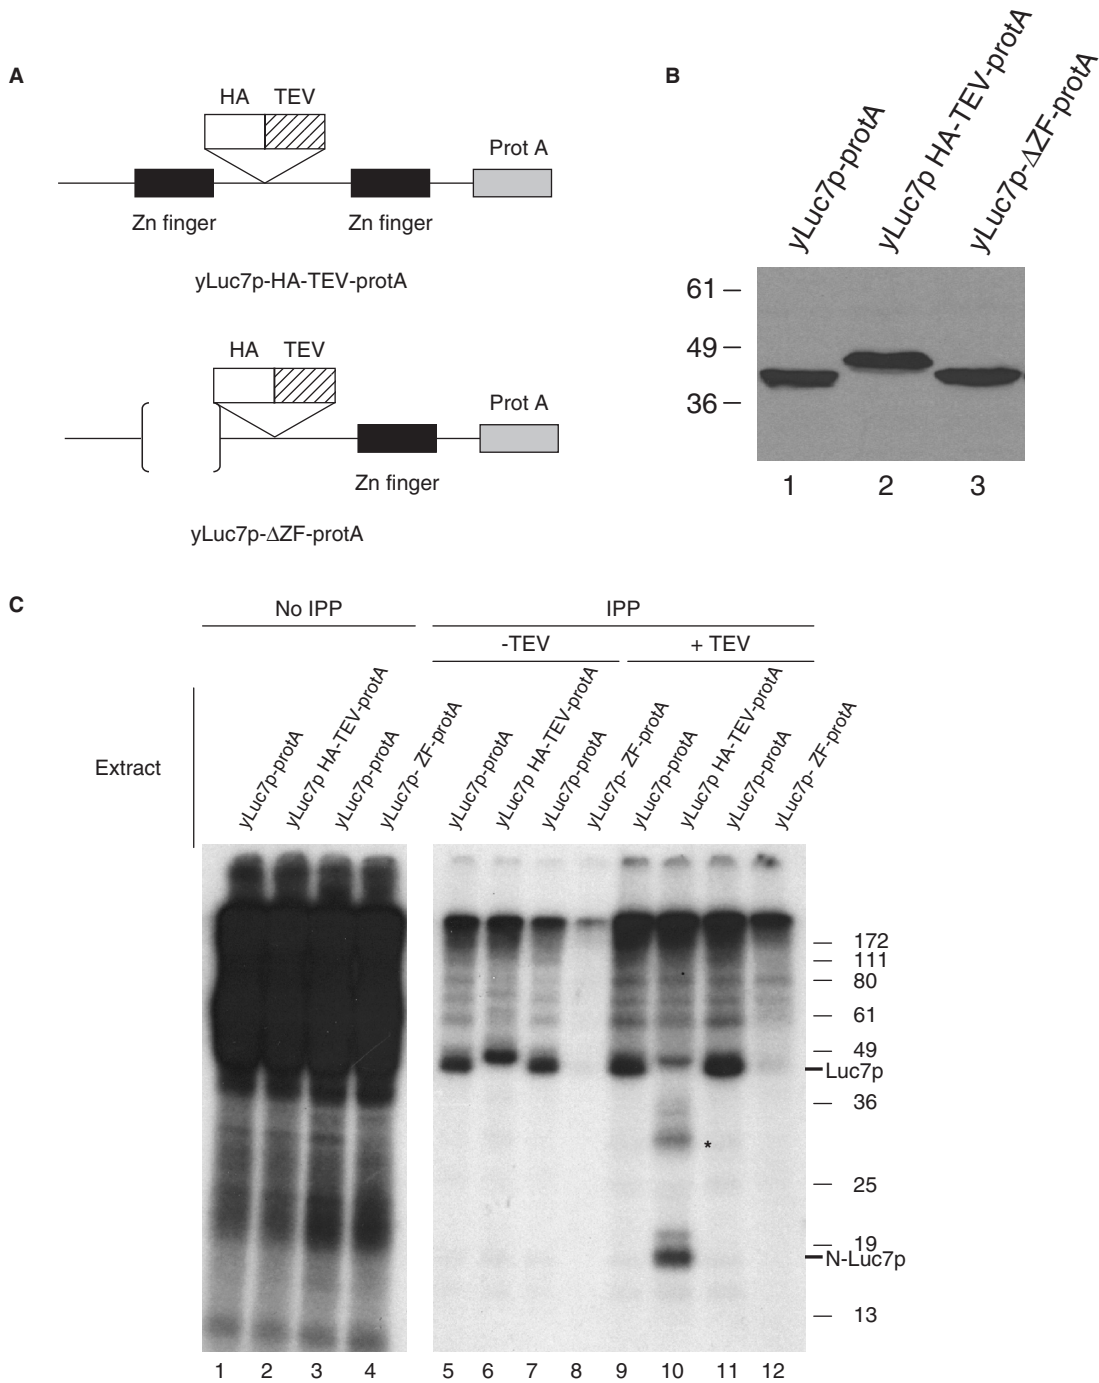 A
HA TEV
Prot A
Zn finger Zn finger
yLuc7p-HA-TEV-protA
HA TEV
Prot A
Zn finger
yLuc7p-ΔZF-protA
B
yLuc7p-protA
yLuc7p HA-TEV-protA
yLuc7p-ΔZF-protA
61
49
36
1 2 3
C
No IPP IPP
-TEV + TEV
Extract
yLuc7p-protA
yLuc7p HA-TEV-protA
yLuc7p-protA
yLuc7p- ZF-protA
yLuc7p-protA
yLuc7p HA-TEV-protA
yLuc7p-protA
yLuc7p- ZF-protA
yLuc7p-protA
yLuc7p HA-TEV-protA
yLuc7p-protA
yLuc7p- ZF-protA
172
111
80
61
49
Luc7p
36
*
25
19
N-Luc7p
13
1 2 3 4 5 6 7 8 9 10 11 12